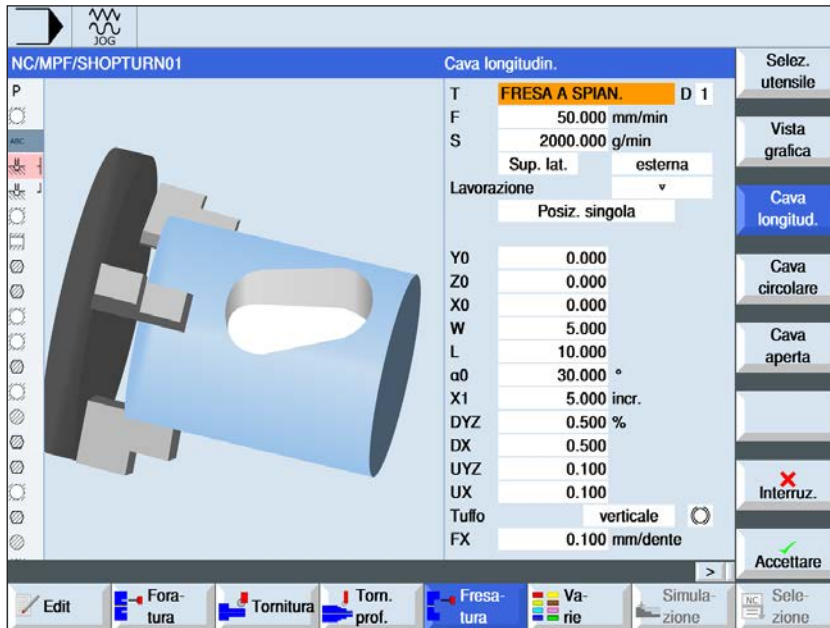 JOG
NC/MPF/SHOPTURN01
P
ABC
Cava longitudin.
T FRESA A SPIAN. D 1
F 50.000 mm/min
S 2000.000 g/min
Sup. lat. esterna
Lavorazione ▿
Posiz. singola
Y0 0.000
Z0 0.000
X0 0.000
W 5.000
L 10.000
α0 30.000 °
X1 5.000 incr.
DYZ 0.500 %
DX 0.500
UYZ 0.100
UX 0.100
Tuffo verticale
FX 0.100 mm/dente
>
Selez.
utensile
Vista
grafica
Cava
longitud.
Cava
circolare
Cava
aperta
Interruz.
Accettare
Edit
Fora-
tura
Tornitura
Torn.
prof.
Fresa-
tura
Va-
rie
Simula-
zione
NC
Sele-
zione